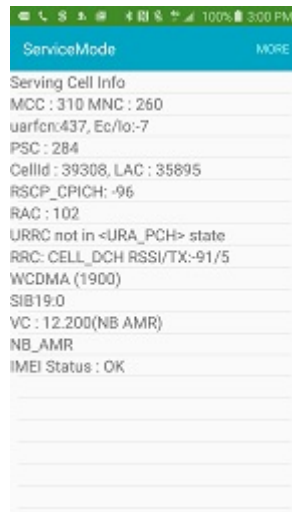 100% 3:00 PM
ServiceMode MORE
Serving Cell Info
MCC : 310 MNC : 260
uarfcn:437, Ec/Io:-7
PSC : 284
CellId : 39308, LAC : 35895
RSCP_CPICH: -96
RAC : 102
URRC not in <URA_PCH> state
RRC: CELL_DCH RSSI/TX:-91/5
WCDMA (1900)
SIB19:0
VC : 12.200(NB AMR)
NB_AMR
IMEI Status : OK